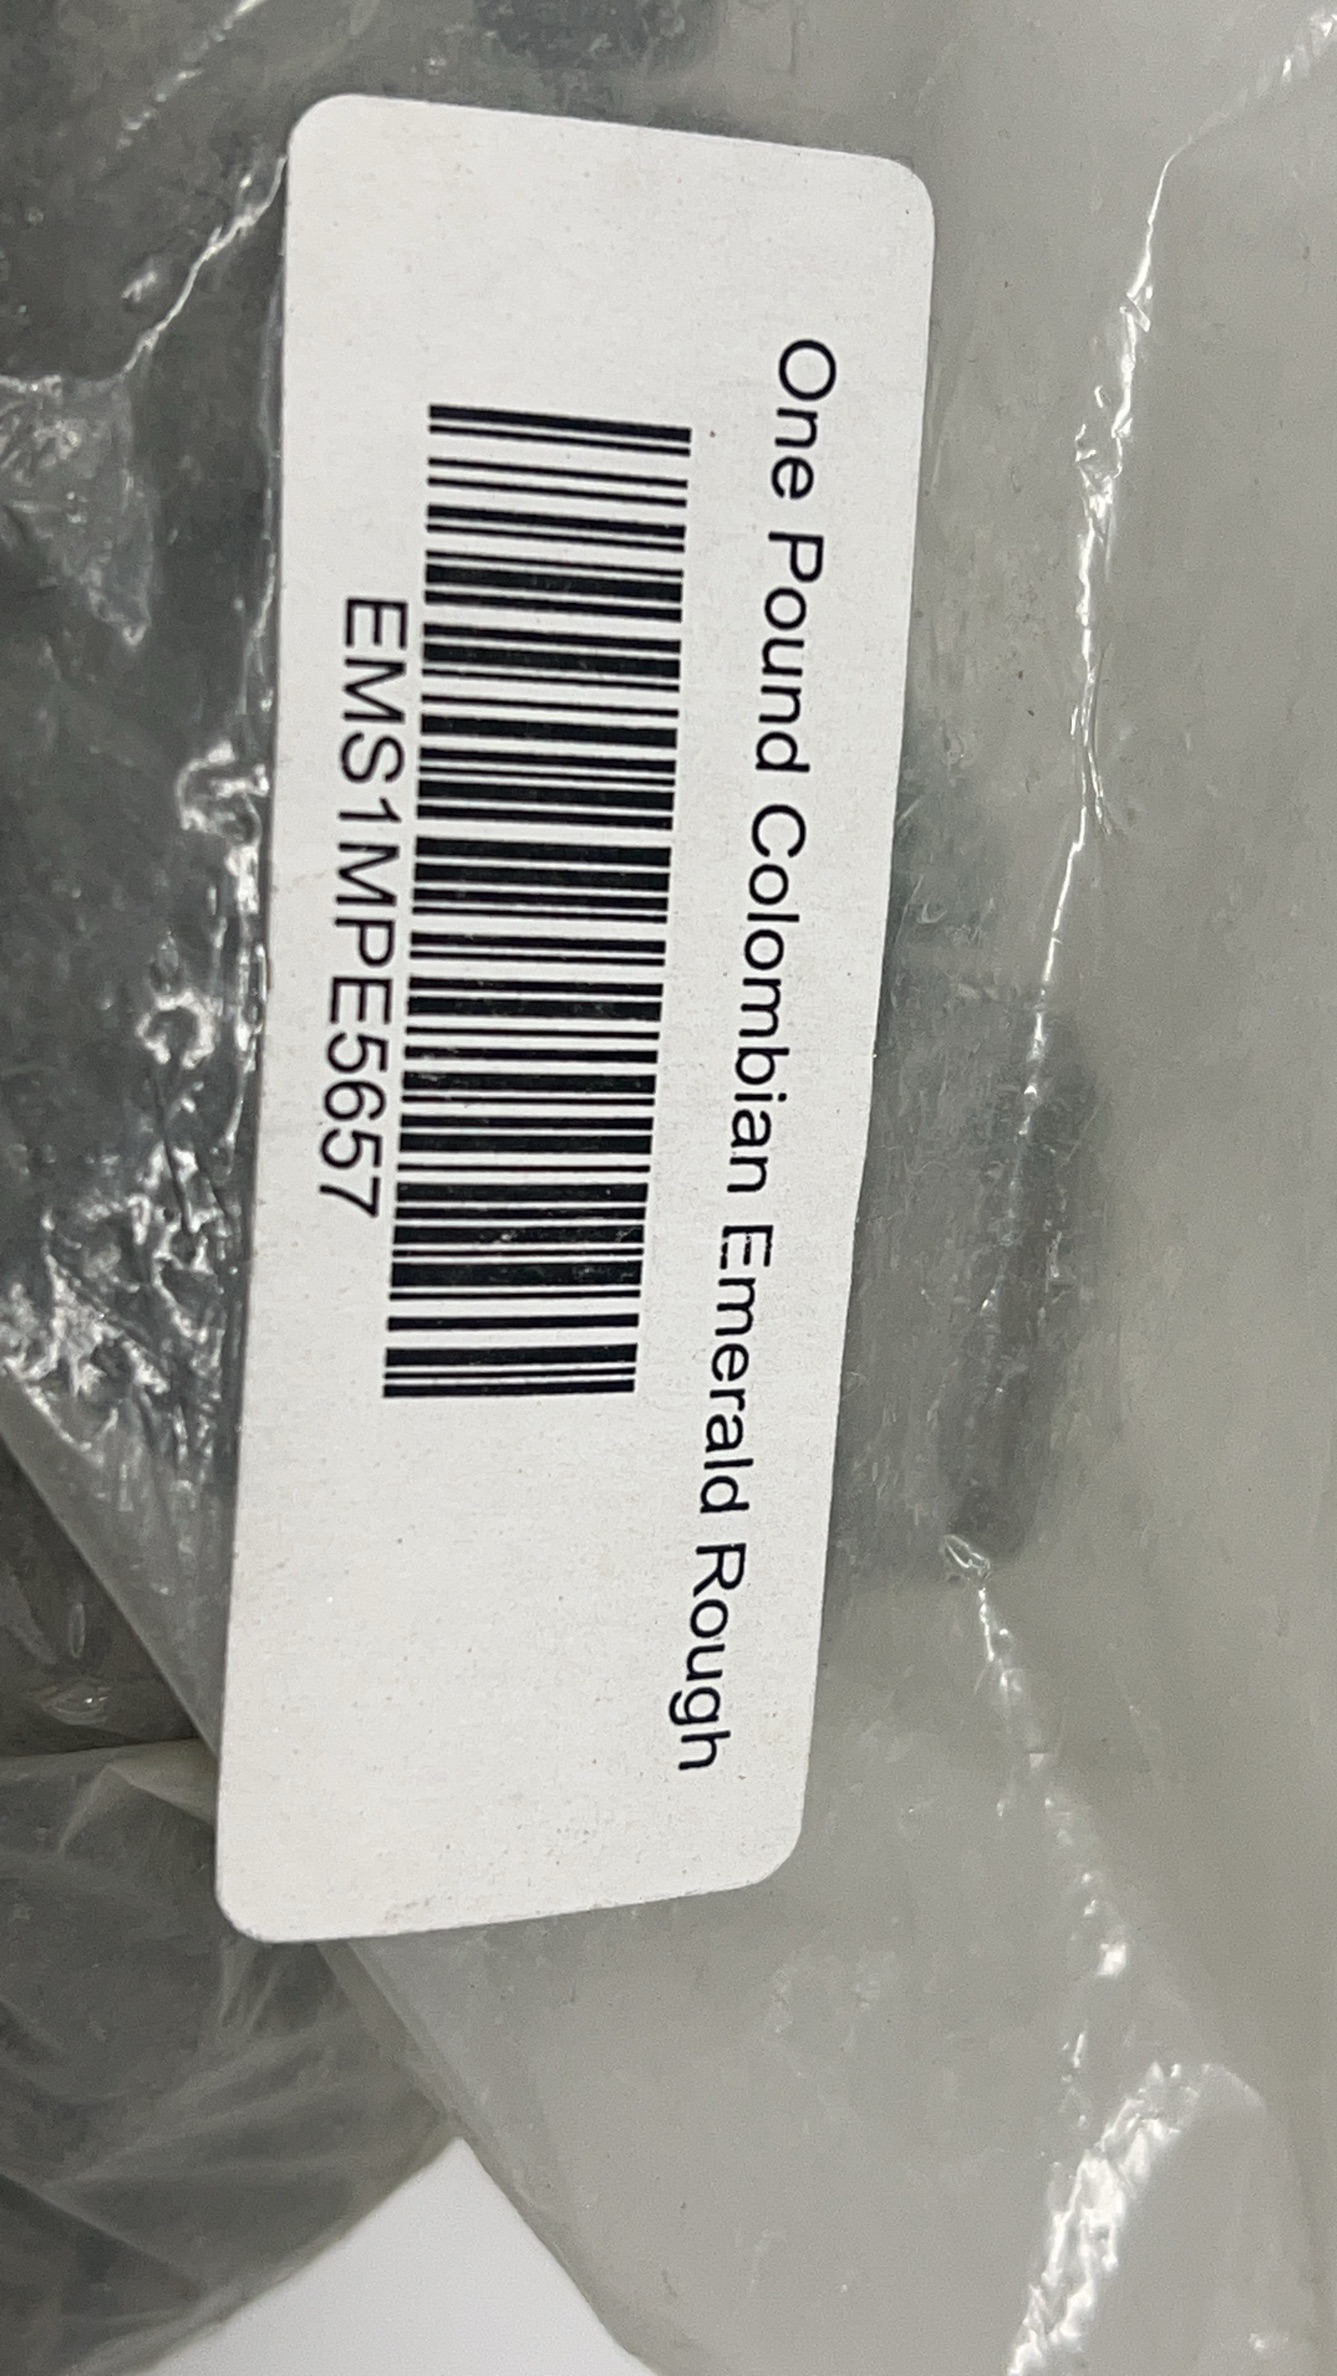 One Pound Colombian Emerald Rough
EMS1MPE5657